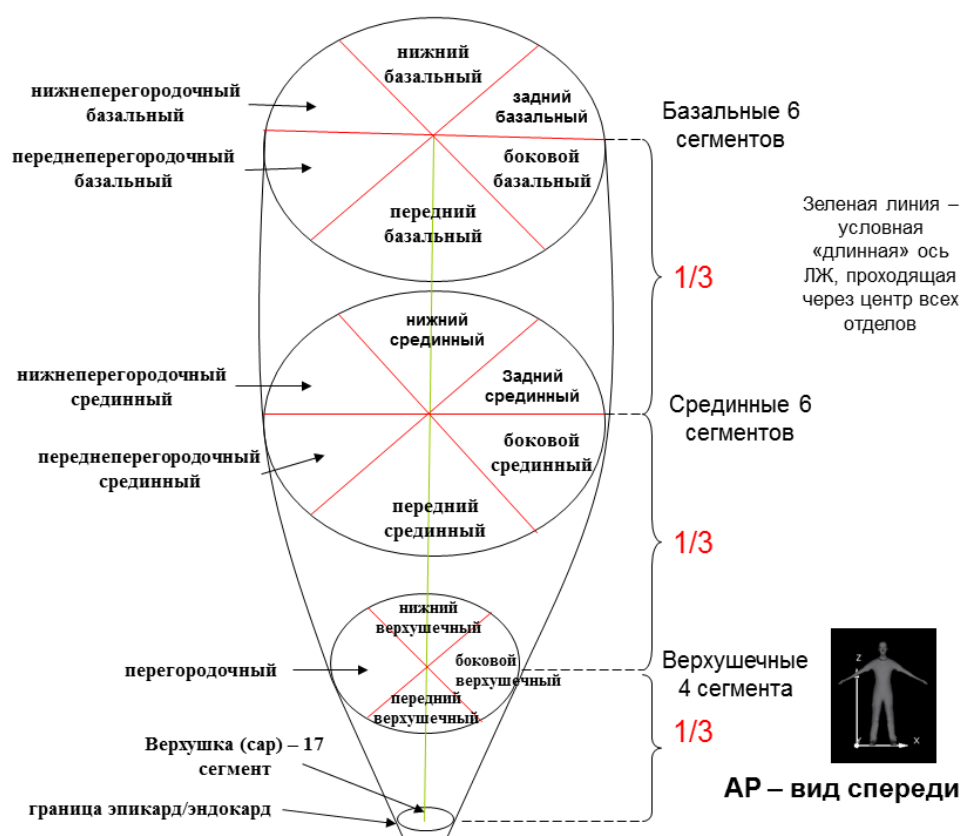 нижний
базальный
нижнеперегородочный
базальный
задний
базальный
Базальные 6
сегментов
переднеперегородочный
базальный
боковой
базальный
передний
базальный
Зеленая линия –
условная
«длинная» ось
ЛЖ, проходящая
через центр всех
отделов
1/3
нижний
срединный
нижнеперегородочный
срединный
Задний
срединный
Срединные 6
сегментов
переднеперегородочный
срединный
боковой
срединный
передний
срединный
1/3
нижний
верхушечный
перегородочный
боковой
верхушечный
Верхушечные
4 сегмента
передний
верхушечный
1/3
Z
Y
X
Верхушка (cap) – 17
сегмент
АР – вид спереди
граница эпикард/эндокард